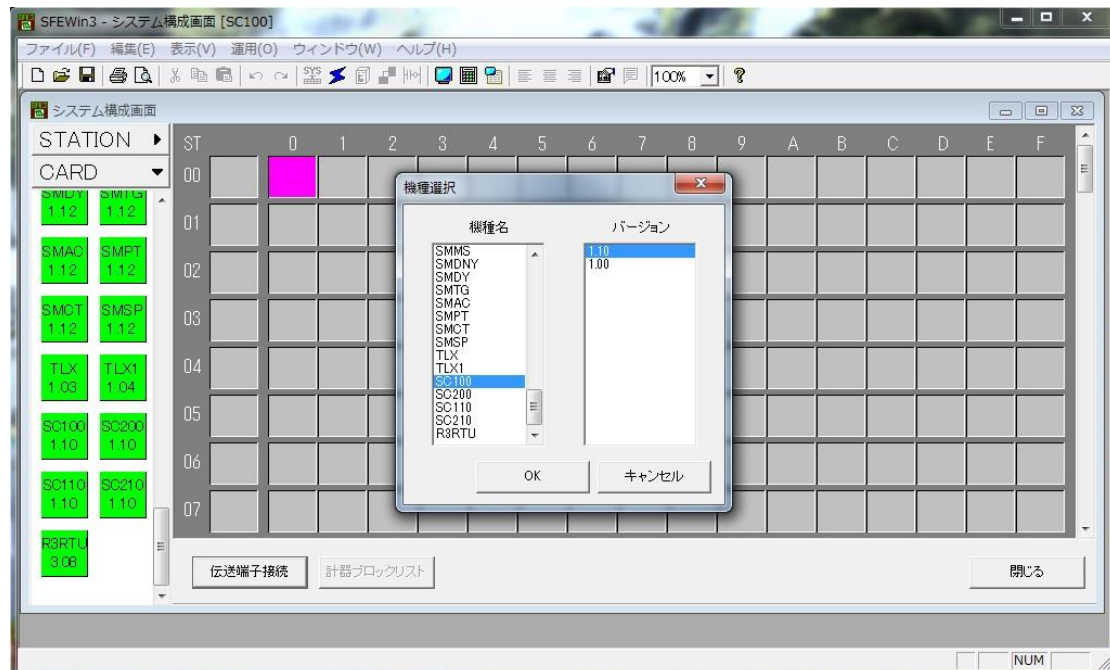 SFEWin3 - システム構成画面 [SC100]
ファイル(F) 編集(E) 表示(V) 運用(O) ウィンドウ(W) ヘルプ(H)
SYS 100%
システム構成画面
STATION
CARD
ST 0 1 2 3 4 5 6 7 8 9 A B C D E F
00
01
02
03
04
05
06
07
SMDY 1.12
SMTG 1.12
SMAC 1.12
SMPT 1.12
SMCT 1.12
SMSP 1.12
TLX 1.03
TLX1 1.04
SC100 1.10
SC200 1.10
SC110 1.10
SC210 1.10
R3RTU 3.08
機種選択
機種名
SMMS
SMDNY
SMDY
SMTG
SMAC
SMPT
SMCT
SMSP
TLX
TLX1
SC100
SC200
SC110
SC210
R3RTU
バージョン
1.10
1.00
OK キャンセル
伝送端子接続 計器ブロックリスト 閉じる
NUM